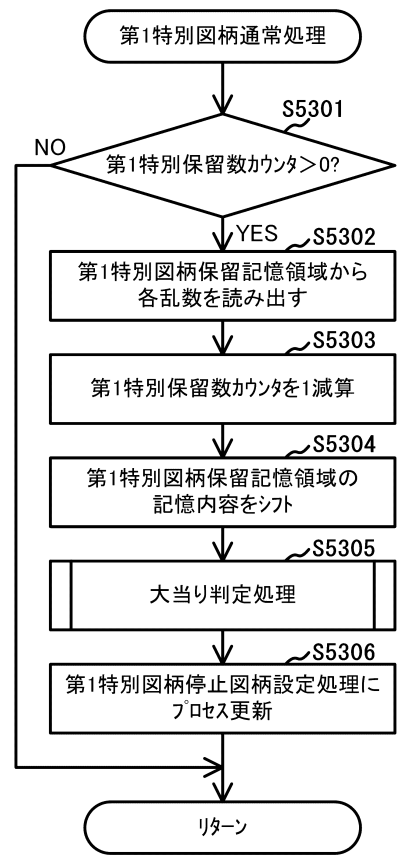 第1特別図柄通常処理
S5301
NO
第1特別保留数カウンタ＞0?
YES
S5302
第1特別図柄保留記憶領域から
各乱数を読み出す
S5303
第1特別保留数カウンタを1減算
S5304
第1特別図柄保留記憶領域の
記憶内容をシフト
S5305
大当り判定処理
S5306
第1特別図柄停止図柄設定処理に
プロセス更新
リターン